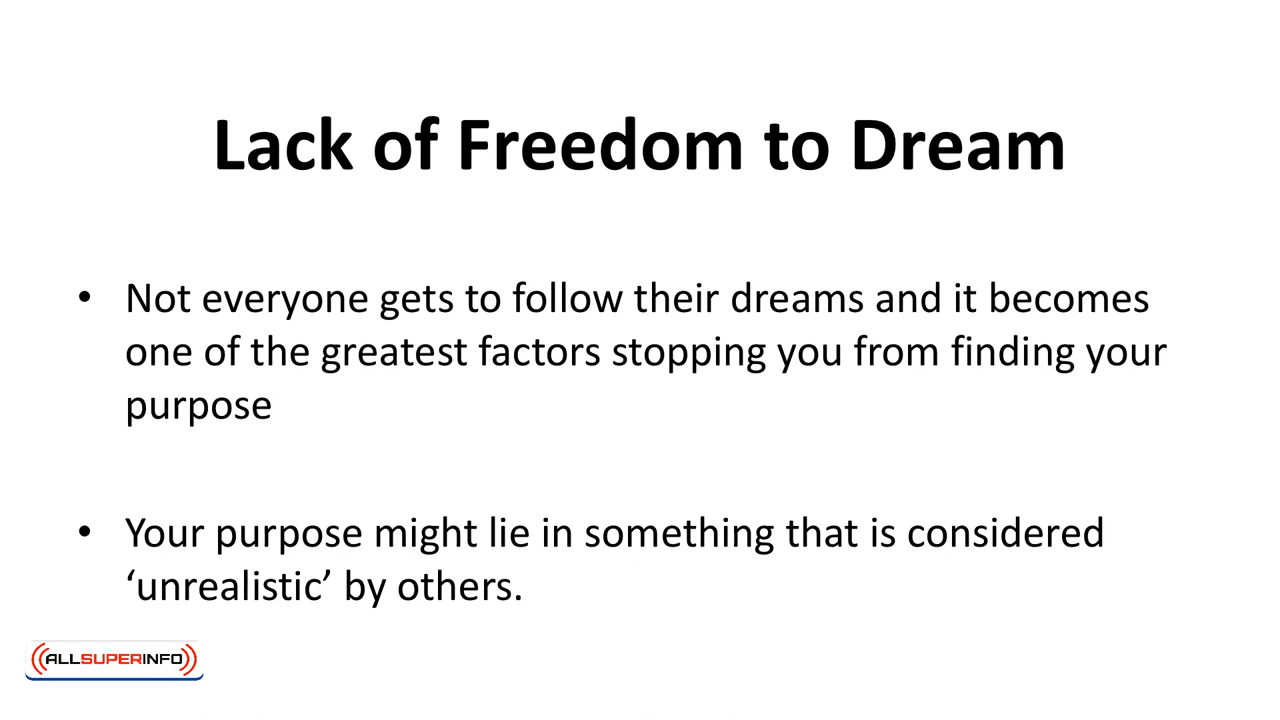 Lack of Freedom to Dream
• Not everyone gets to follow their dreams and it becomes
one of the greatest factors stopping you from finding your
purpose
• Your purpose might lie in something that is considered
‘unrealistic’ by others.
ALLSUPERINFO